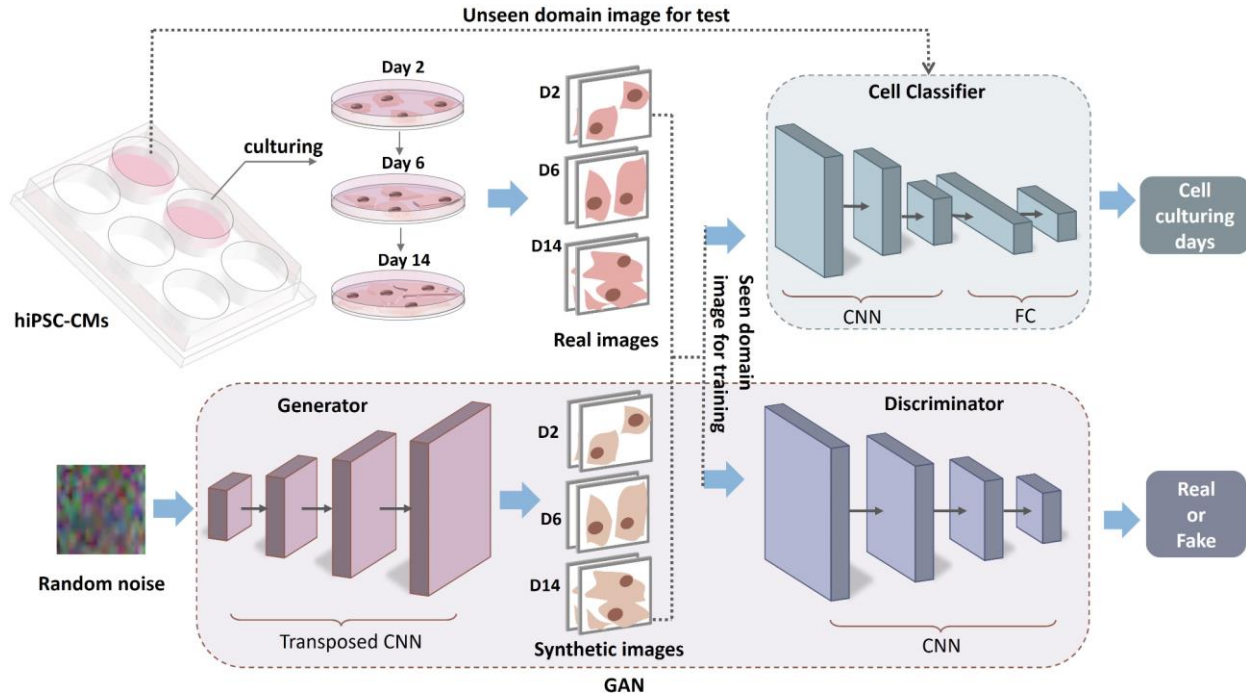 Unseen domain image for test
Day 2
culturing
Day 6
Day 14
hiPSC-CMs
D2
D6
D14
Real images
Seen domain
image for training
Cell Classifier
CNN
FC
Cell
culturing
days
Generator
Random noise
Transposed CNN
D2
D6
D14
Synthetic images
Discriminator
CNN
Real
or
Fake
GAN